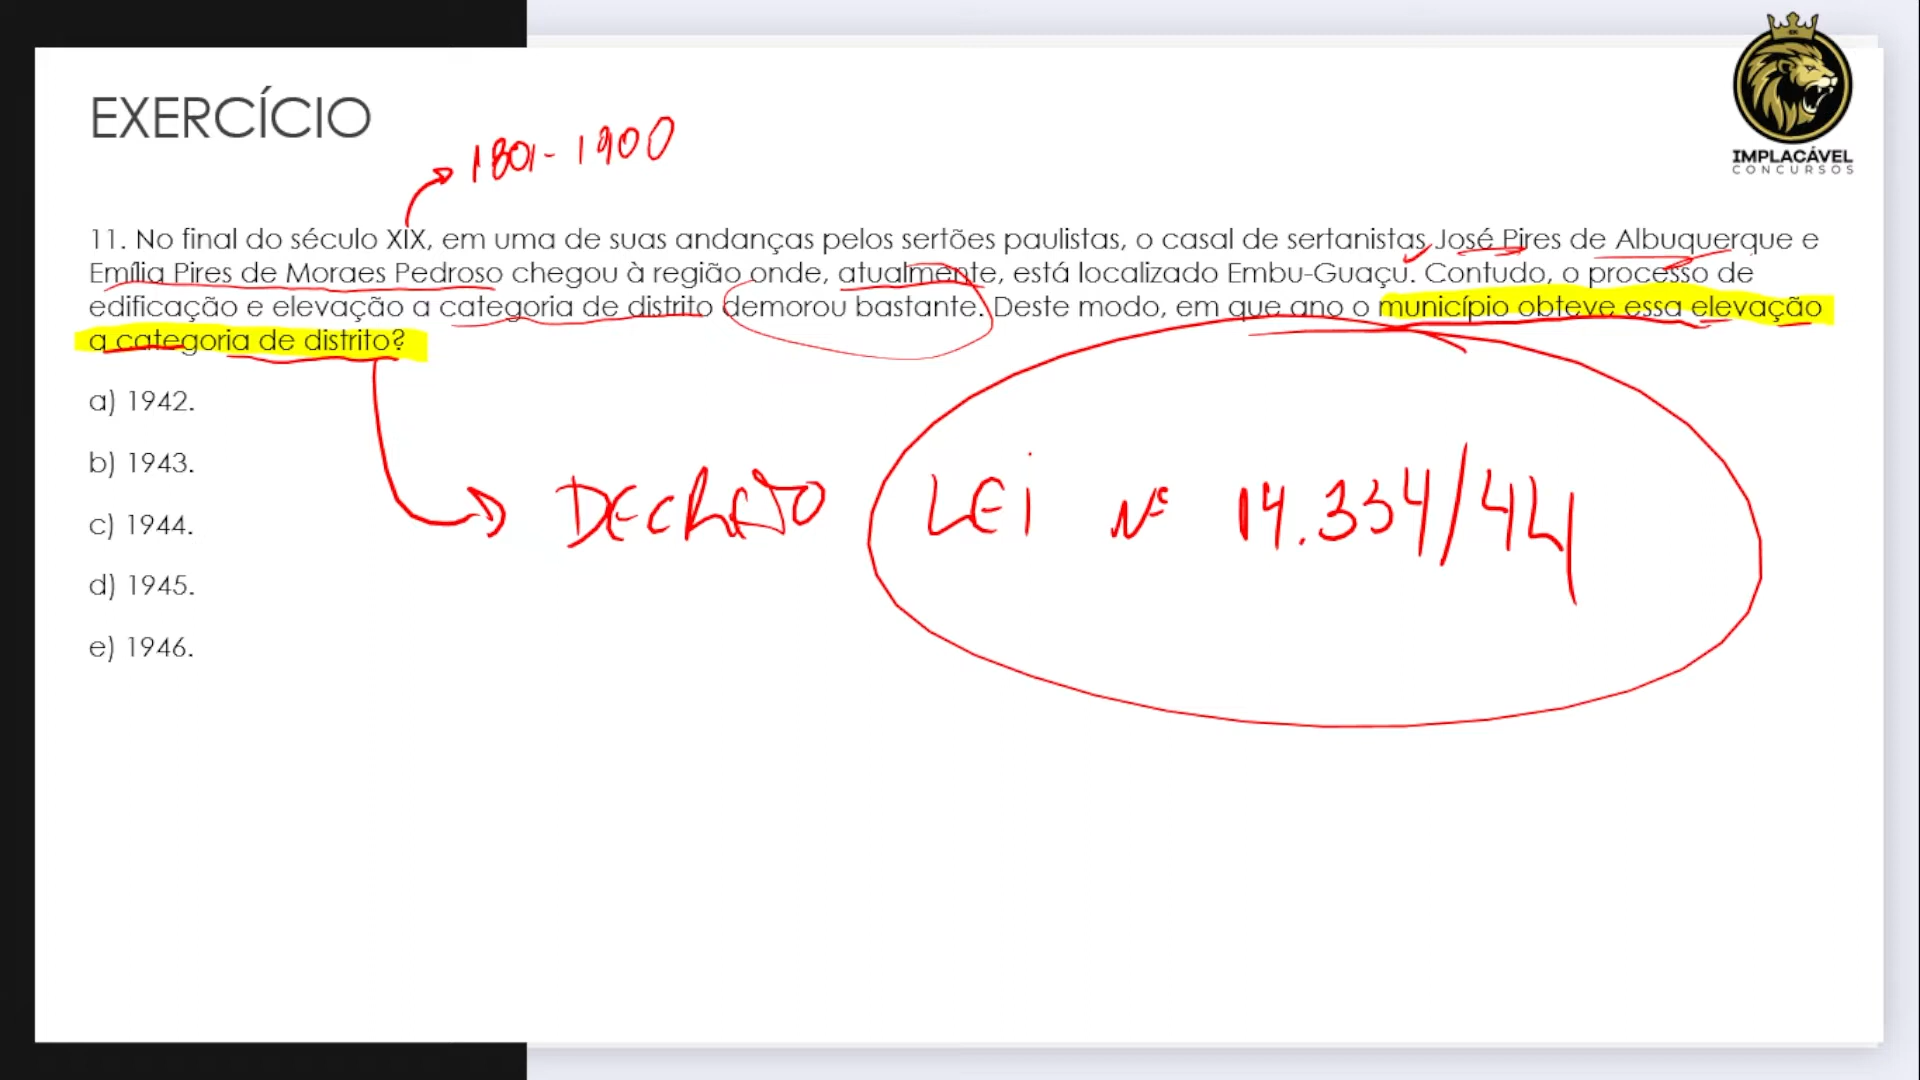 EXERCÍCIO
1801 - 1900
IMPLACÁVEL
CONCURSOS
11. No final do século XIX, em uma de suas andanças pelos sertões paulistas, o casal de sertanistas José Pires de Albuquerque e
Emília Pires de Moraes Pedroso chegou à região onde, atualmente, está localizado Embu-Guaçu. Contudo, o processo de
edificação e elevação a categoria de distrito demorou bastante. Deste modo, em que ano o município obteve essa elevação
a categoria de distrito?
a) 1942.
b) 1943.
c) 1944.
DECRETO LEI Nº 14.334/44
d) 1945.
e) 1946.